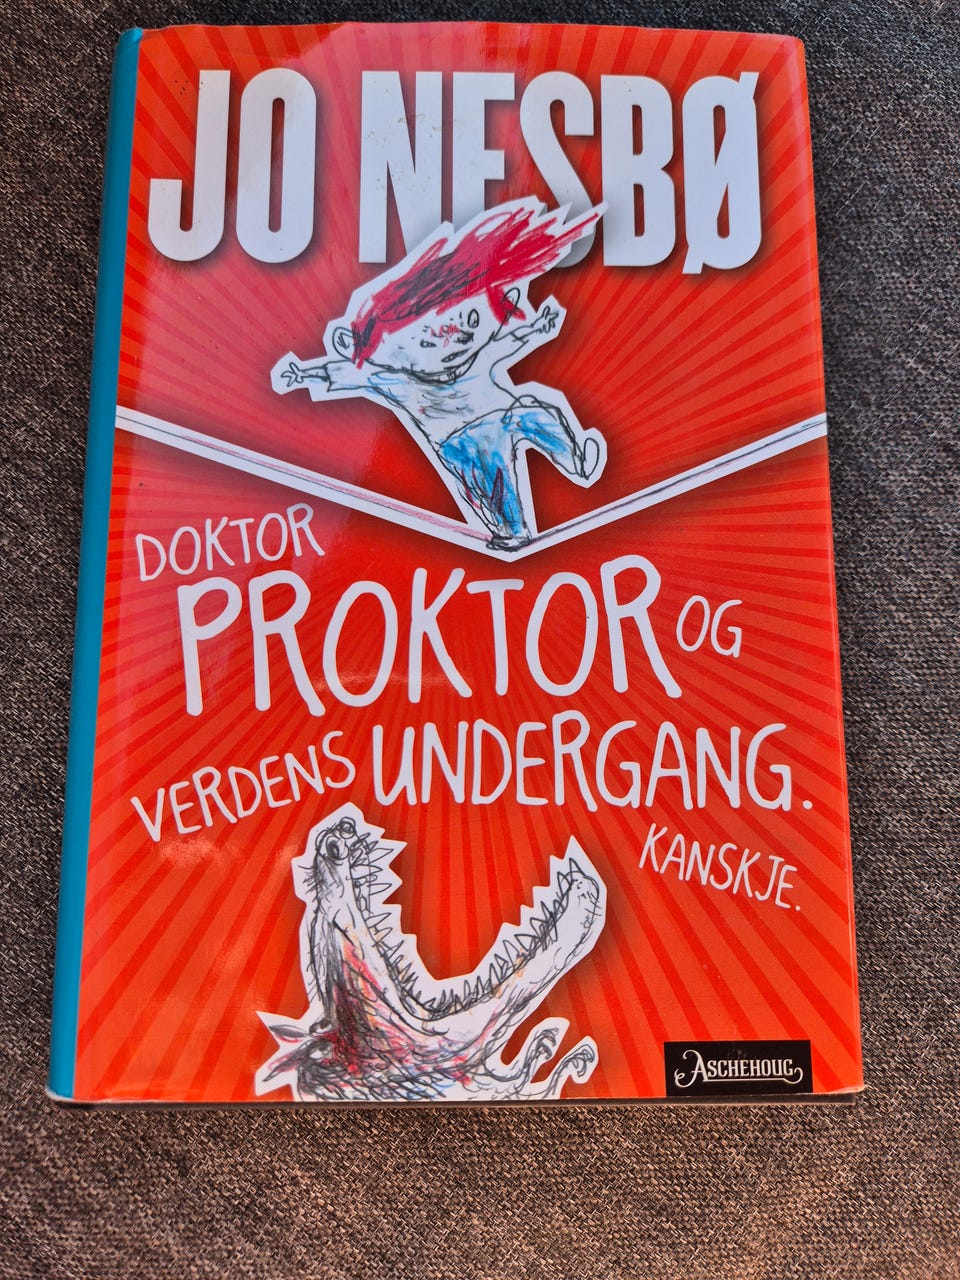 JO NESBØ
DOKTOR
PROKTOR OG
VERDENS UNDERGANG.
KANSKJE.
ASCHEHOUG